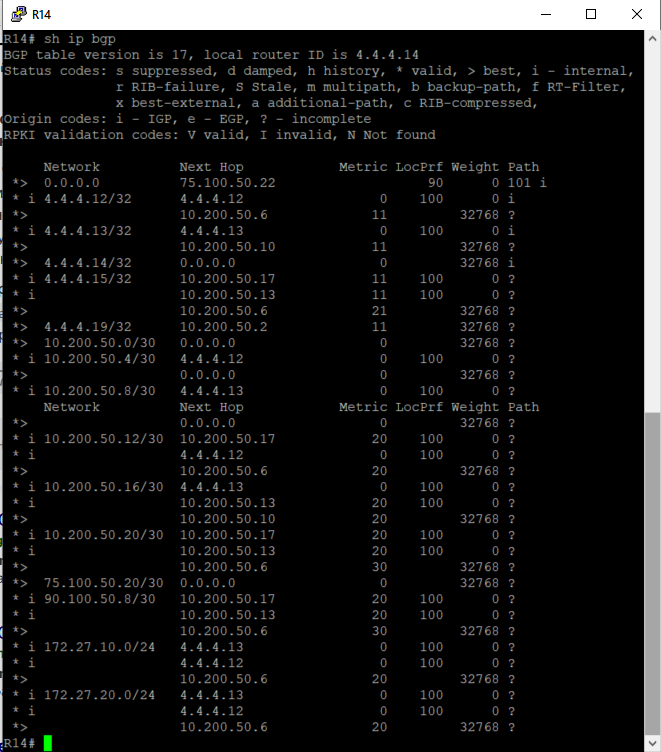 R14
R14# sh ip bgp
BGP table version is 17, local router ID is 4.4.4.14
Status codes: s suppressed, d damped, h history, * valid, > best, i - internal,
              r RIB-failure, S Stale, m multipath, b backup-path, f RT-Filter,
              x best-external, a additional-path, c RIB-compressed,
Origin codes: i - IGP, e - EGP, ? - incomplete
RPKI validation codes: V valid, I invalid, N Not found

     Network          Next Hop            Metric LocPrf Weight Path
 *>  0.0.0.0          75.100.50.22                   90      0 101 i
 * i 4.4.4.12/32      4.4.4.12                 0    100      0 i
 *>                   10.200.50.6             11         32768 ?
 * i 4.4.4.13/32      4.4.4.13                 0    100      0 i
 *>                   10.200.50.10            11         32768 ?
 *>  4.4.4.14/32      0.0.0.0                  0         32768 i
 * i 4.4.4.15/32      10.200.50.17            11    100      0 ?
 * i                  10.200.50.13            11    100      0 ?
 *>                   10.200.50.6             21         32768 ?
 *>  4.4.4.19/32      10.200.50.2             11         32768 ?
 *>  10.200.50.0/30   0.0.0.0                  0         32768 ?
 * i 10.200.50.4/30   4.4.4.12                 0    100      0 ?
 *>                   0.0.0.0                  0         32768 ?
 * i 10.200.50.8/30   4.4.4.13                 0    100      0 ?
     Network          Next Hop            Metric LocPrf Weight Path
 *>                   0.0.0.0                  0         32768 ?
 * i 10.200.50.12/30  10.200.50.17            20    100      0 ?
 * i                  4.4.4.12                 0    100      0 ?
 *>                   10.200.50.6             20         32768 ?
 * i 10.200.50.16/30  4.4.4.13                 0    100      0 ?
 * i                  10.200.50.13            20    100      0 ?
 *>                   10.200.50.10            20         32768 ?
 * i 10.200.50.20/30  10.200.50.17            20    100      0 ?
 * i                  10.200.50.13            20    100      0 ?
 *>                   10.200.50.6             30         32768 ?
 *>  75.100.50.20/30  0.0.0.0                  0         32768 ?
 * i 90.100.50.8/30   10.200.50.17            20    100      0 ?
 * i                  10.200.50.13            20    100      0 ?
 *>                   10.200.50.6             30         32768 ?
 * i 172.27.10.0/24   4.4.4.13                 0    100      0 ?
 * i                  4.4.4.12                 0    100      0 ?
 *>                   10.200.50.6             20         32768 ?
 * i 172.27.20.0/24   4.4.4.13                 0    100      0 ?
 * i                  4.4.4.12                 0    100      0 ?
 *>                   10.200.50.6             20         32768 ?
R14#